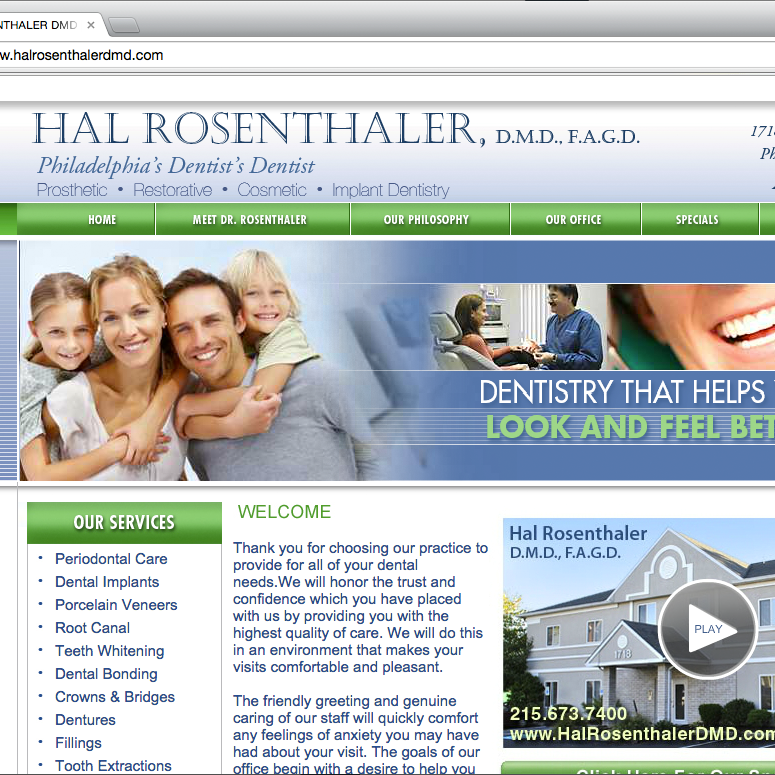 NTHALER DMD
w.halrosenthalerdmd.com
HAL ROSENTHALER, D.M.D., F.A.G.D.
Philadelphia's Dentist's Dentist
Prosthetic • Restorative • Cosmetic • Implant Dentistry
171
Ph
HOME MEET DR. ROSENTHALER OUR PHILOSOPHY OUR OFFICE SPECIALS
DENTISTRY THAT HELPS
LOOK AND FEEL BET
OUR SERVICES
• Periodontal Care
• Dental Implants
• Porcelain Veneers
• Root Canal
• Teeth Whitening
• Dental Bonding
• Crowns & Bridges
• Dentures
• Fillings
• Tooth Extractions
WELCOME
Thank you for choosing our practice to
provide for all of your dental
needs.We will honor the trust and
confidence which you have placed
with us by providing you with the
highest quality of care. We will do this
in an environment that makes your
visits comfortable and pleasant.
The friendly greeting and genuine
caring of our staff will quickly comfort
any feelings of anxiety you may have
had about your visit. The goals of our
office begin with a desire to help you
Hal Rosenthaler
D.M.D., F.A.G.D.
PLAY
1718
215.673.7400
www.HalRosenthalerDMD.com
Click Here For Our